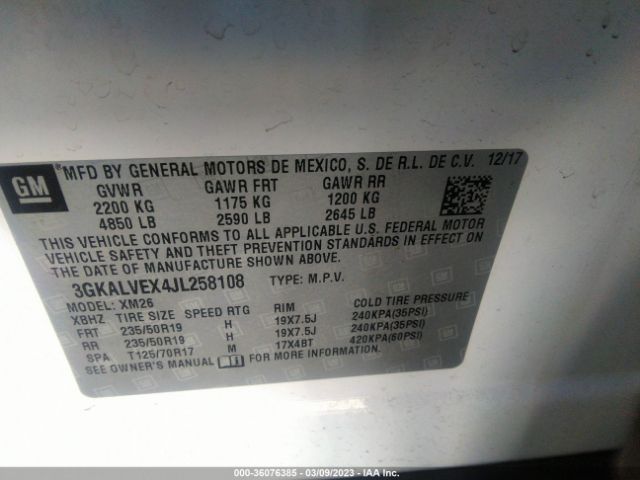 GM
®MFD BY GENERAL MOTORS DE MEXICO, S. DE R.L. DE C.V. 12/17
GVWR GAWR FRT GAWR RR
2200 KG 1175 KG 1200 KG
4850 LB 2590 LB 2645 LB
THIS VEHICLE CONFORMS TO ALL APPLICABLE U.S. FEDERAL MOTOR
VEHICLE SAFETY AND THEFT PREVENTION STANDARDS IN EFFECT ON
THE DATE OF MANUFACTURE SHOWN ABOVE.
3GKALVEX4JL258108 TYPE: M.P.V.
MODEL: XM26
XBHZ TIRE SIZE SPEED RTG RIM COLD TIRE PRESSURE
FRT 235/50R19 H 19X7.5J 240KPA(35PSI)
RR 235/50R19 H 19X7.5J 240KPA(35PSI)
SPA T125/70R17 M 17X4BT 420KPA(60PSI)
SEE OWNER'S MANUAL FOR MORE INFORMATION.
000-36076385 - 03/09/2023 - IAA Inc.